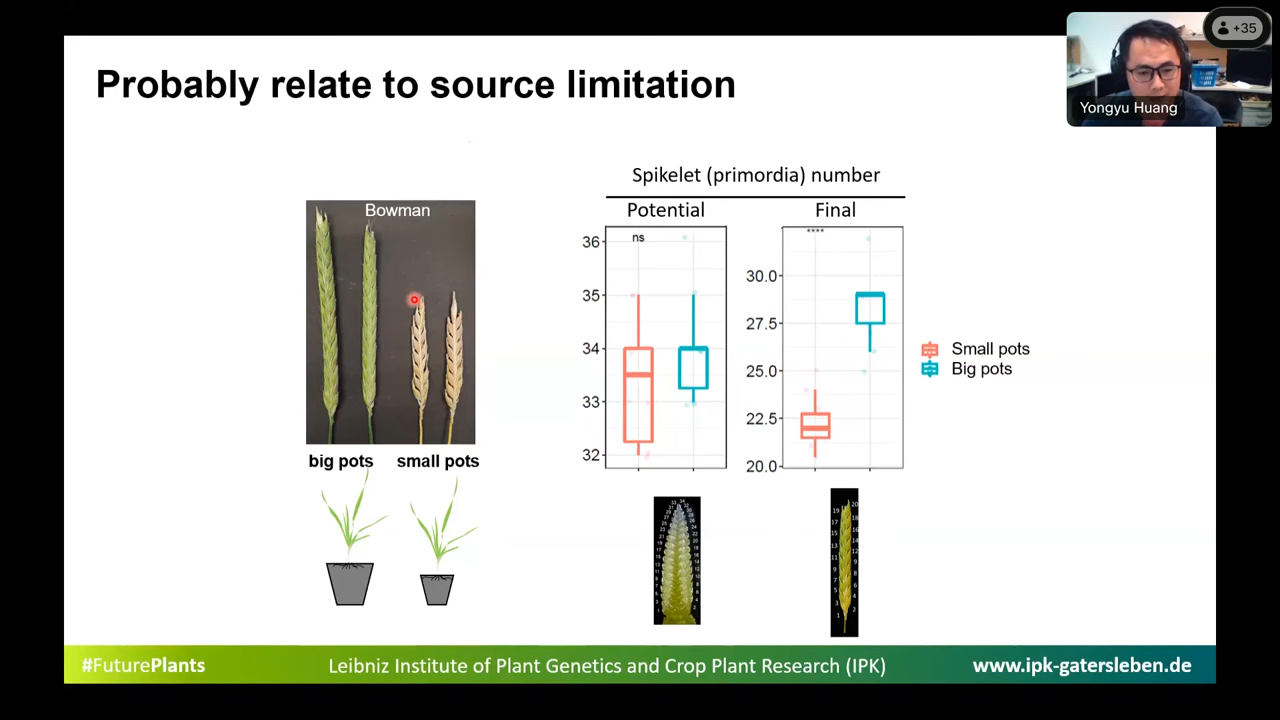 Probably relate to source limitation
+35
Yongyu Huang
Bowman
big pots
small pots
Spikelet (primordia) number
Potential
Final
ns
****
36
35
34
33
32
30.0
27.5
25.0
22.5
20.0
Small pots
Big pots
#FuturePlants
Leibniz Institute of Plant Genetics and Crop Plant Research (IPK)
www.ipk-gatersleben.de